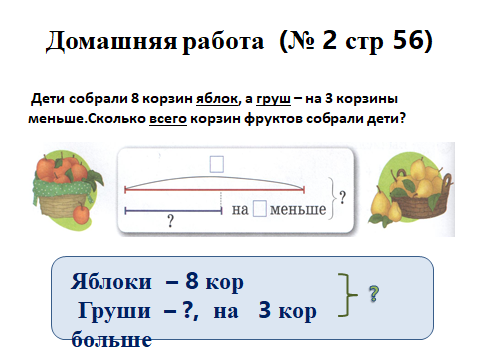 Домашняя работа (№ 2 стр 56)
Дети собрали 8 корзин яблок, а груш – на 3 корзины
меньше.Сколько всего корзин фруктов собрали дети?
?
на меньше
?
Яблоки – 8 кор
?
Груши – ?, на 3 кор
больше